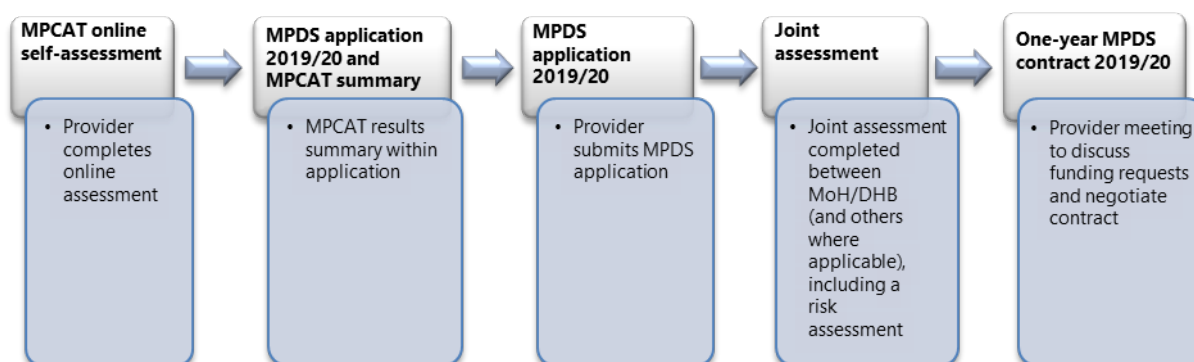 MPCAT online
self-assessment
• Provider
completes
online
assessment
MPDS application
2019/20 and
MPCAT summary
• MPCAT results
summary within
application
MPDS
application
2019/20
• Provider
submits MPDS
application
Joint
assessment
• Joint assessment
completed
between
MoH/DHB
(and others
where
applicable),
including a
risk
assessment
One-year MPDS
contract 2019/20
• Provider meeting
to discuss
funding requests
and negotiate
contract